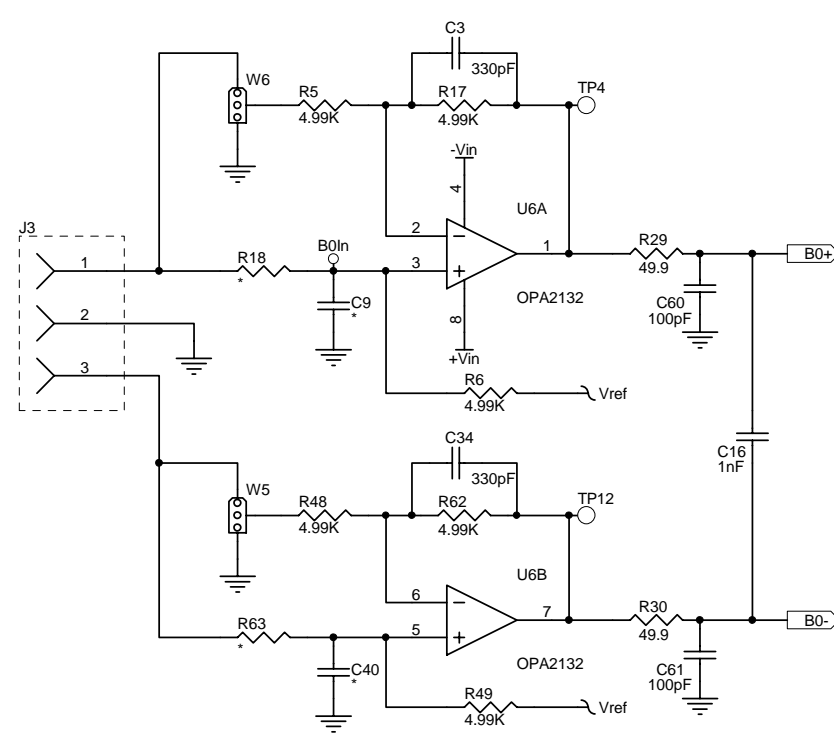 C3
330pF
W6
R5
4.99K
R17
4.99K
TP4
-Vin
4
U6A
J3
2
1
1
R18
*
B0In
3
R29
49.9
B0+
C9
*
OPA2132
C60
100pF
2
8
+Vin
3
R6
4.99K
Vref
C34
330pF
C16
1nF
W5
R48
4.99K
R62
4.99K
TP12
U6B
6
7
R63
*
5
R30
49.9
B0-
C40
*
OPA2132
C61
100pF
R49
4.99K
Vref